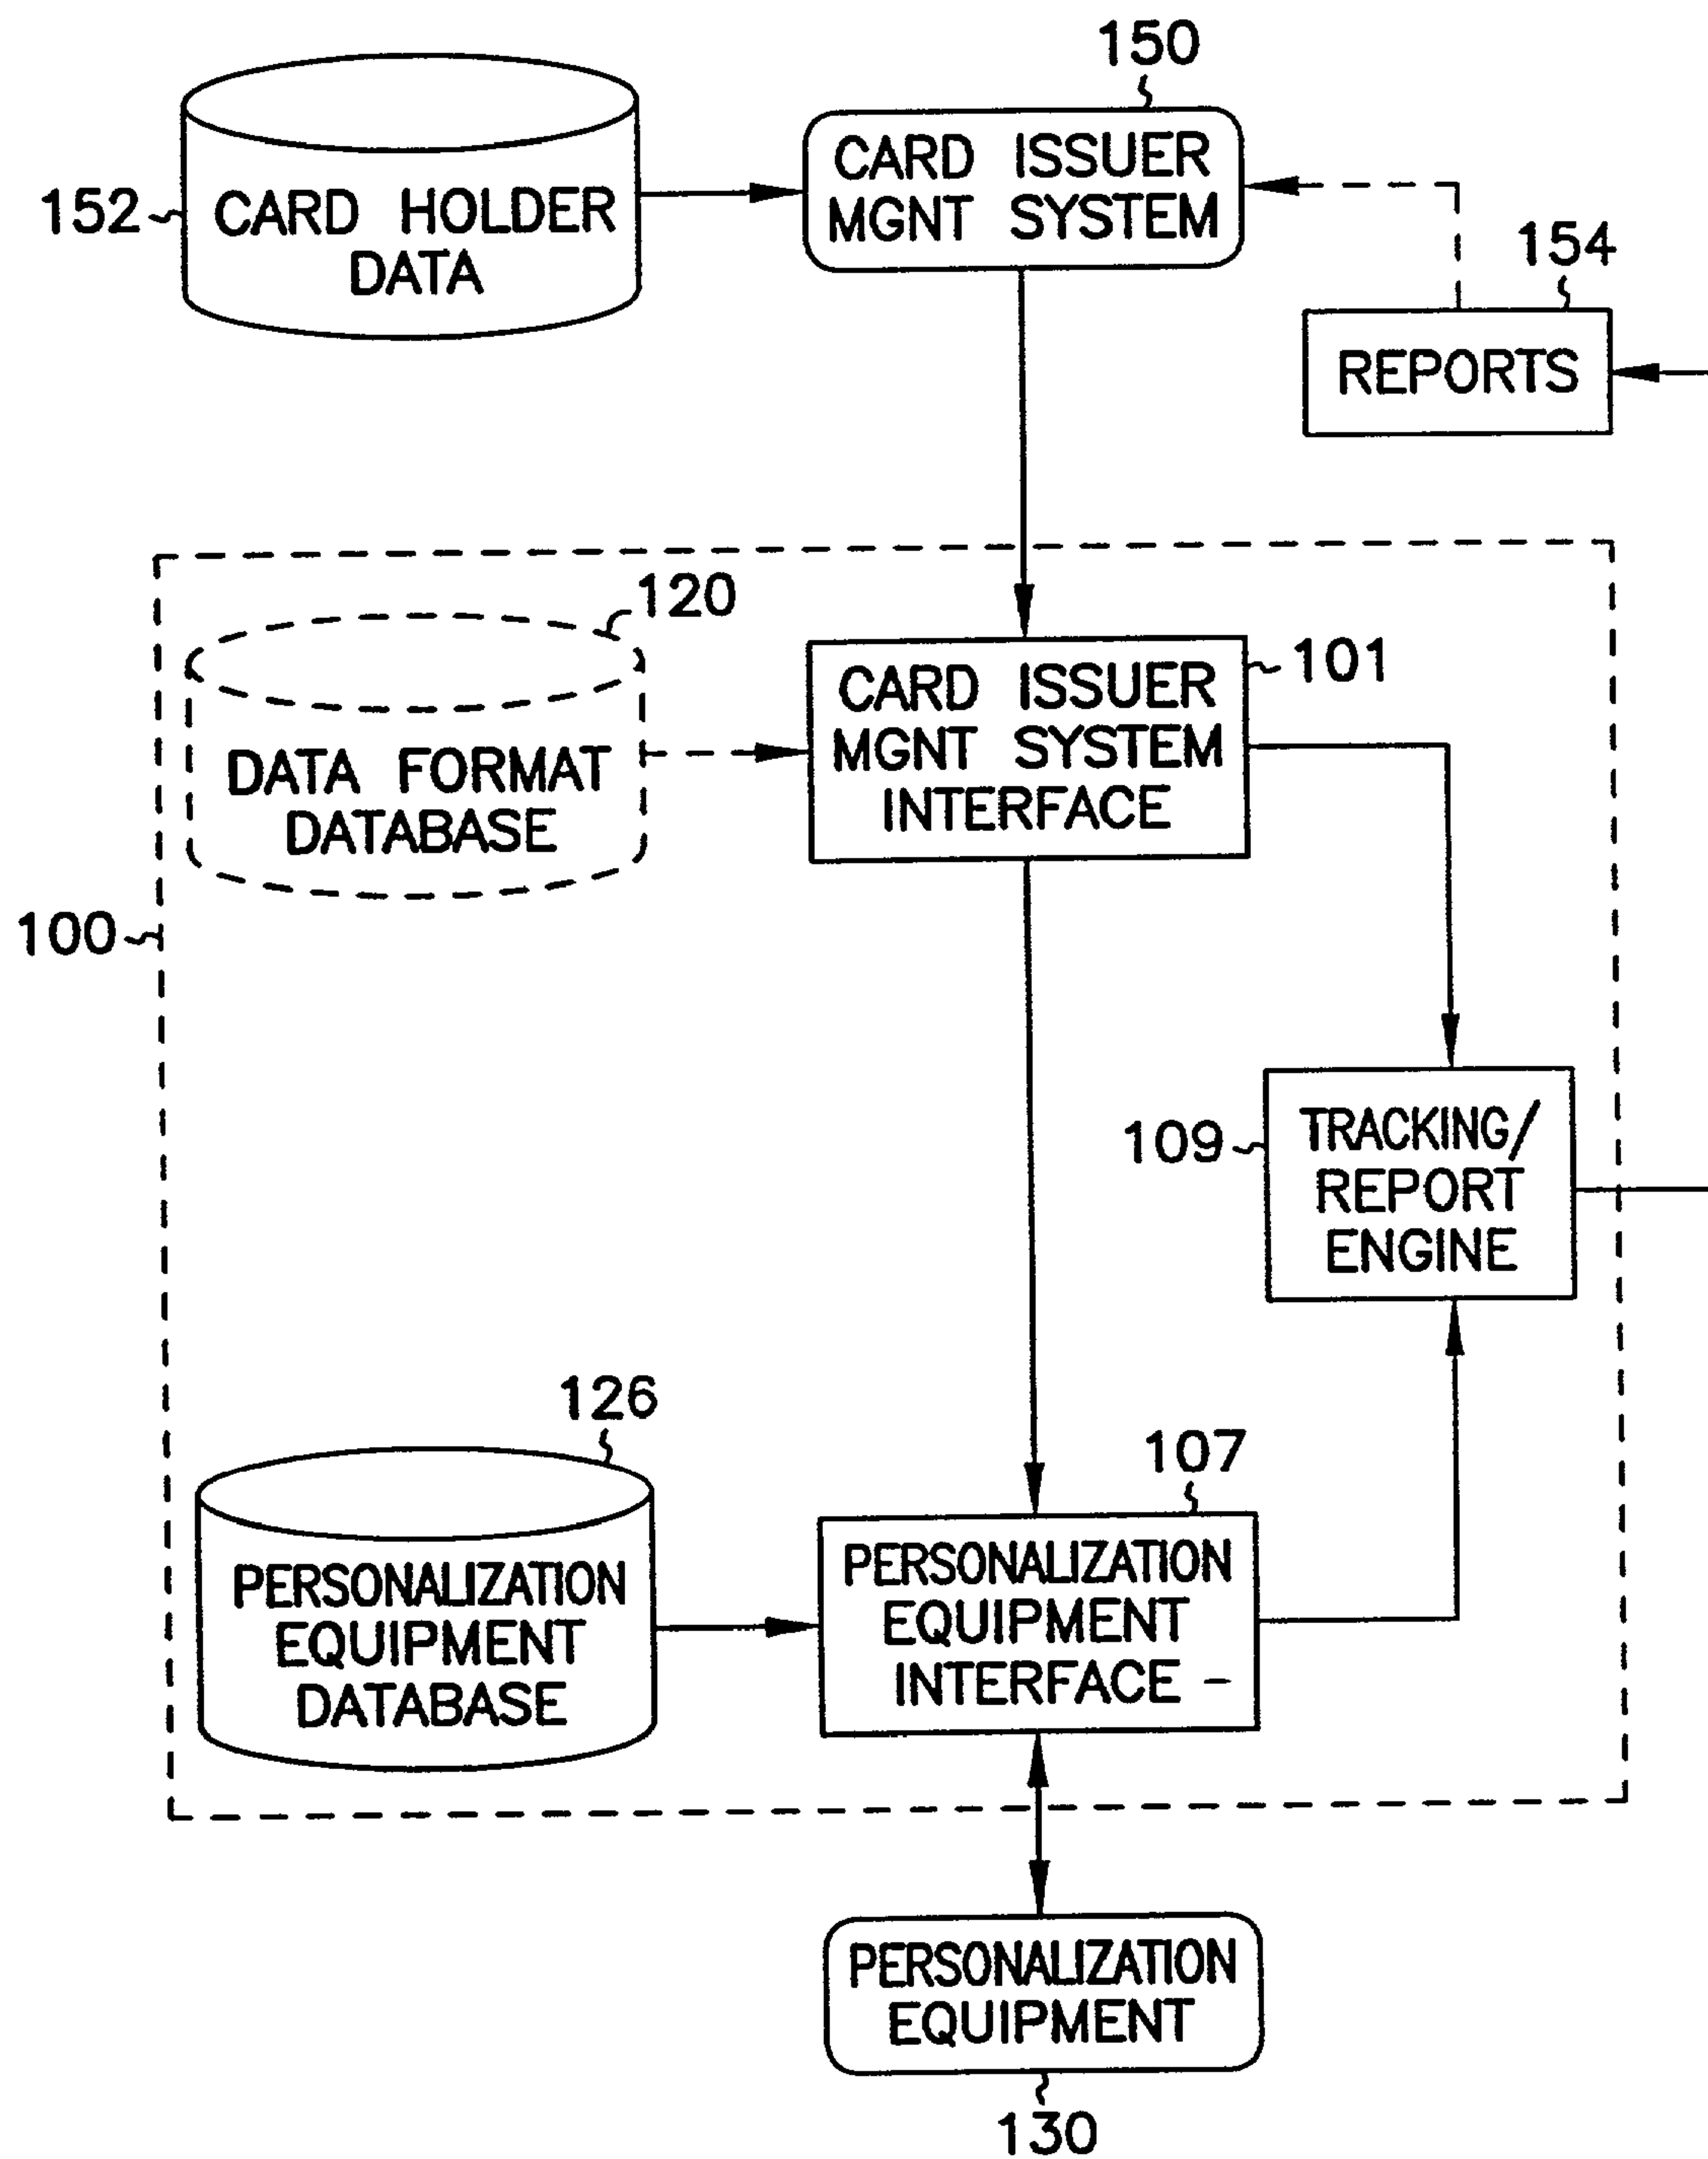 150
CARD ISSUER
MGNT SYSTEM
152
CARD HOLDER
DATA
154
REPORTS
120
DATA FORMAT
DATABASE
101
CARD ISSUER
MGNT SYSTEM
INTERFACE
100
109
TRACKING/
REPORT
ENGINE
126
PERSONALIZATION
EQUIPMENT
DATABASE
107
PERSONALIZATION
EQUIPMENT
INTERFACE -
PERSONALIZATION
EQUIPMENT
130